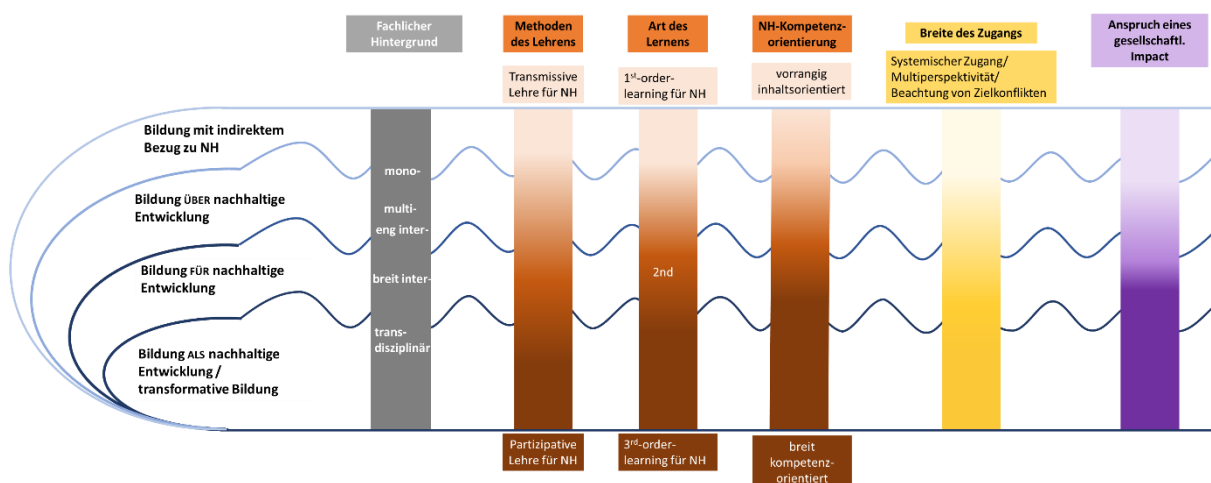 Fachlicher
Hintergrund
Methoden
des Lehrens
Art des
Lernens
NH-Kompetenz-
orientierung
Breite des Zugangs
Anspruch eines
gesellschaftl.
Impact
Transmissive
Lehre für NH
1st-order-
learning für NH
vorrangig
inhaltsorientiert
Systemischer Zugang/
Multiperspektivität/
Beachtung von Zielkonflikten
Bildung mit indirektem
Bezug zu NH
Bildung ÜBER nachhaltige
Entwicklung
Bildung FÜR nachhaltige
Entwicklung
Bildung ALS nachhaltige
Entwicklung /
transformative Bildung
mono-
multi-
eng inter-
breit inter-
trans-
disziplinär
2nd
Partizipative
Lehre für NH
3rd-order-
learning für NH
breit
kompetenz-
orientiert